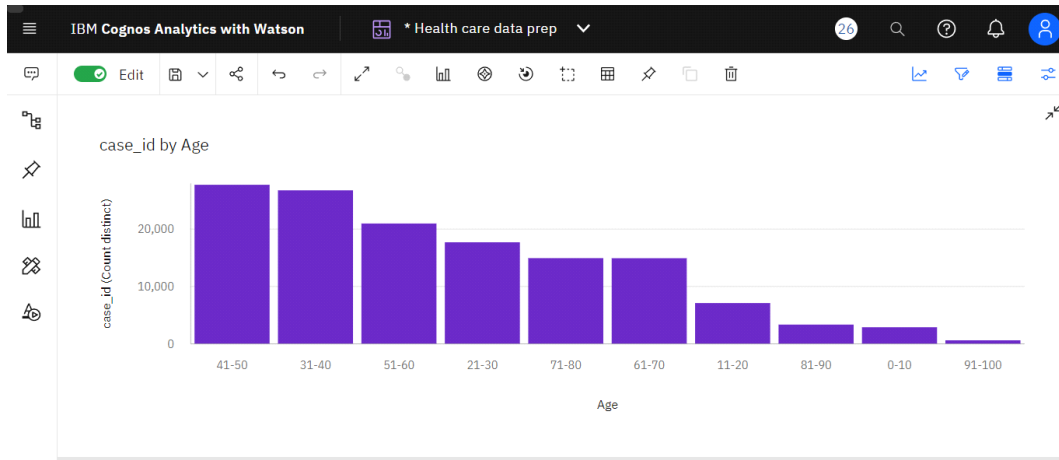 IBM Cognos Analytics with Watson
* Health care data prep
26
Edit
case_id by Age
case_id (Count distinct)
20,000
10,000
0
41-50 31-40 51-60 21-30 71-80 61-70 11-20 81-90 0-10 91-100
Age